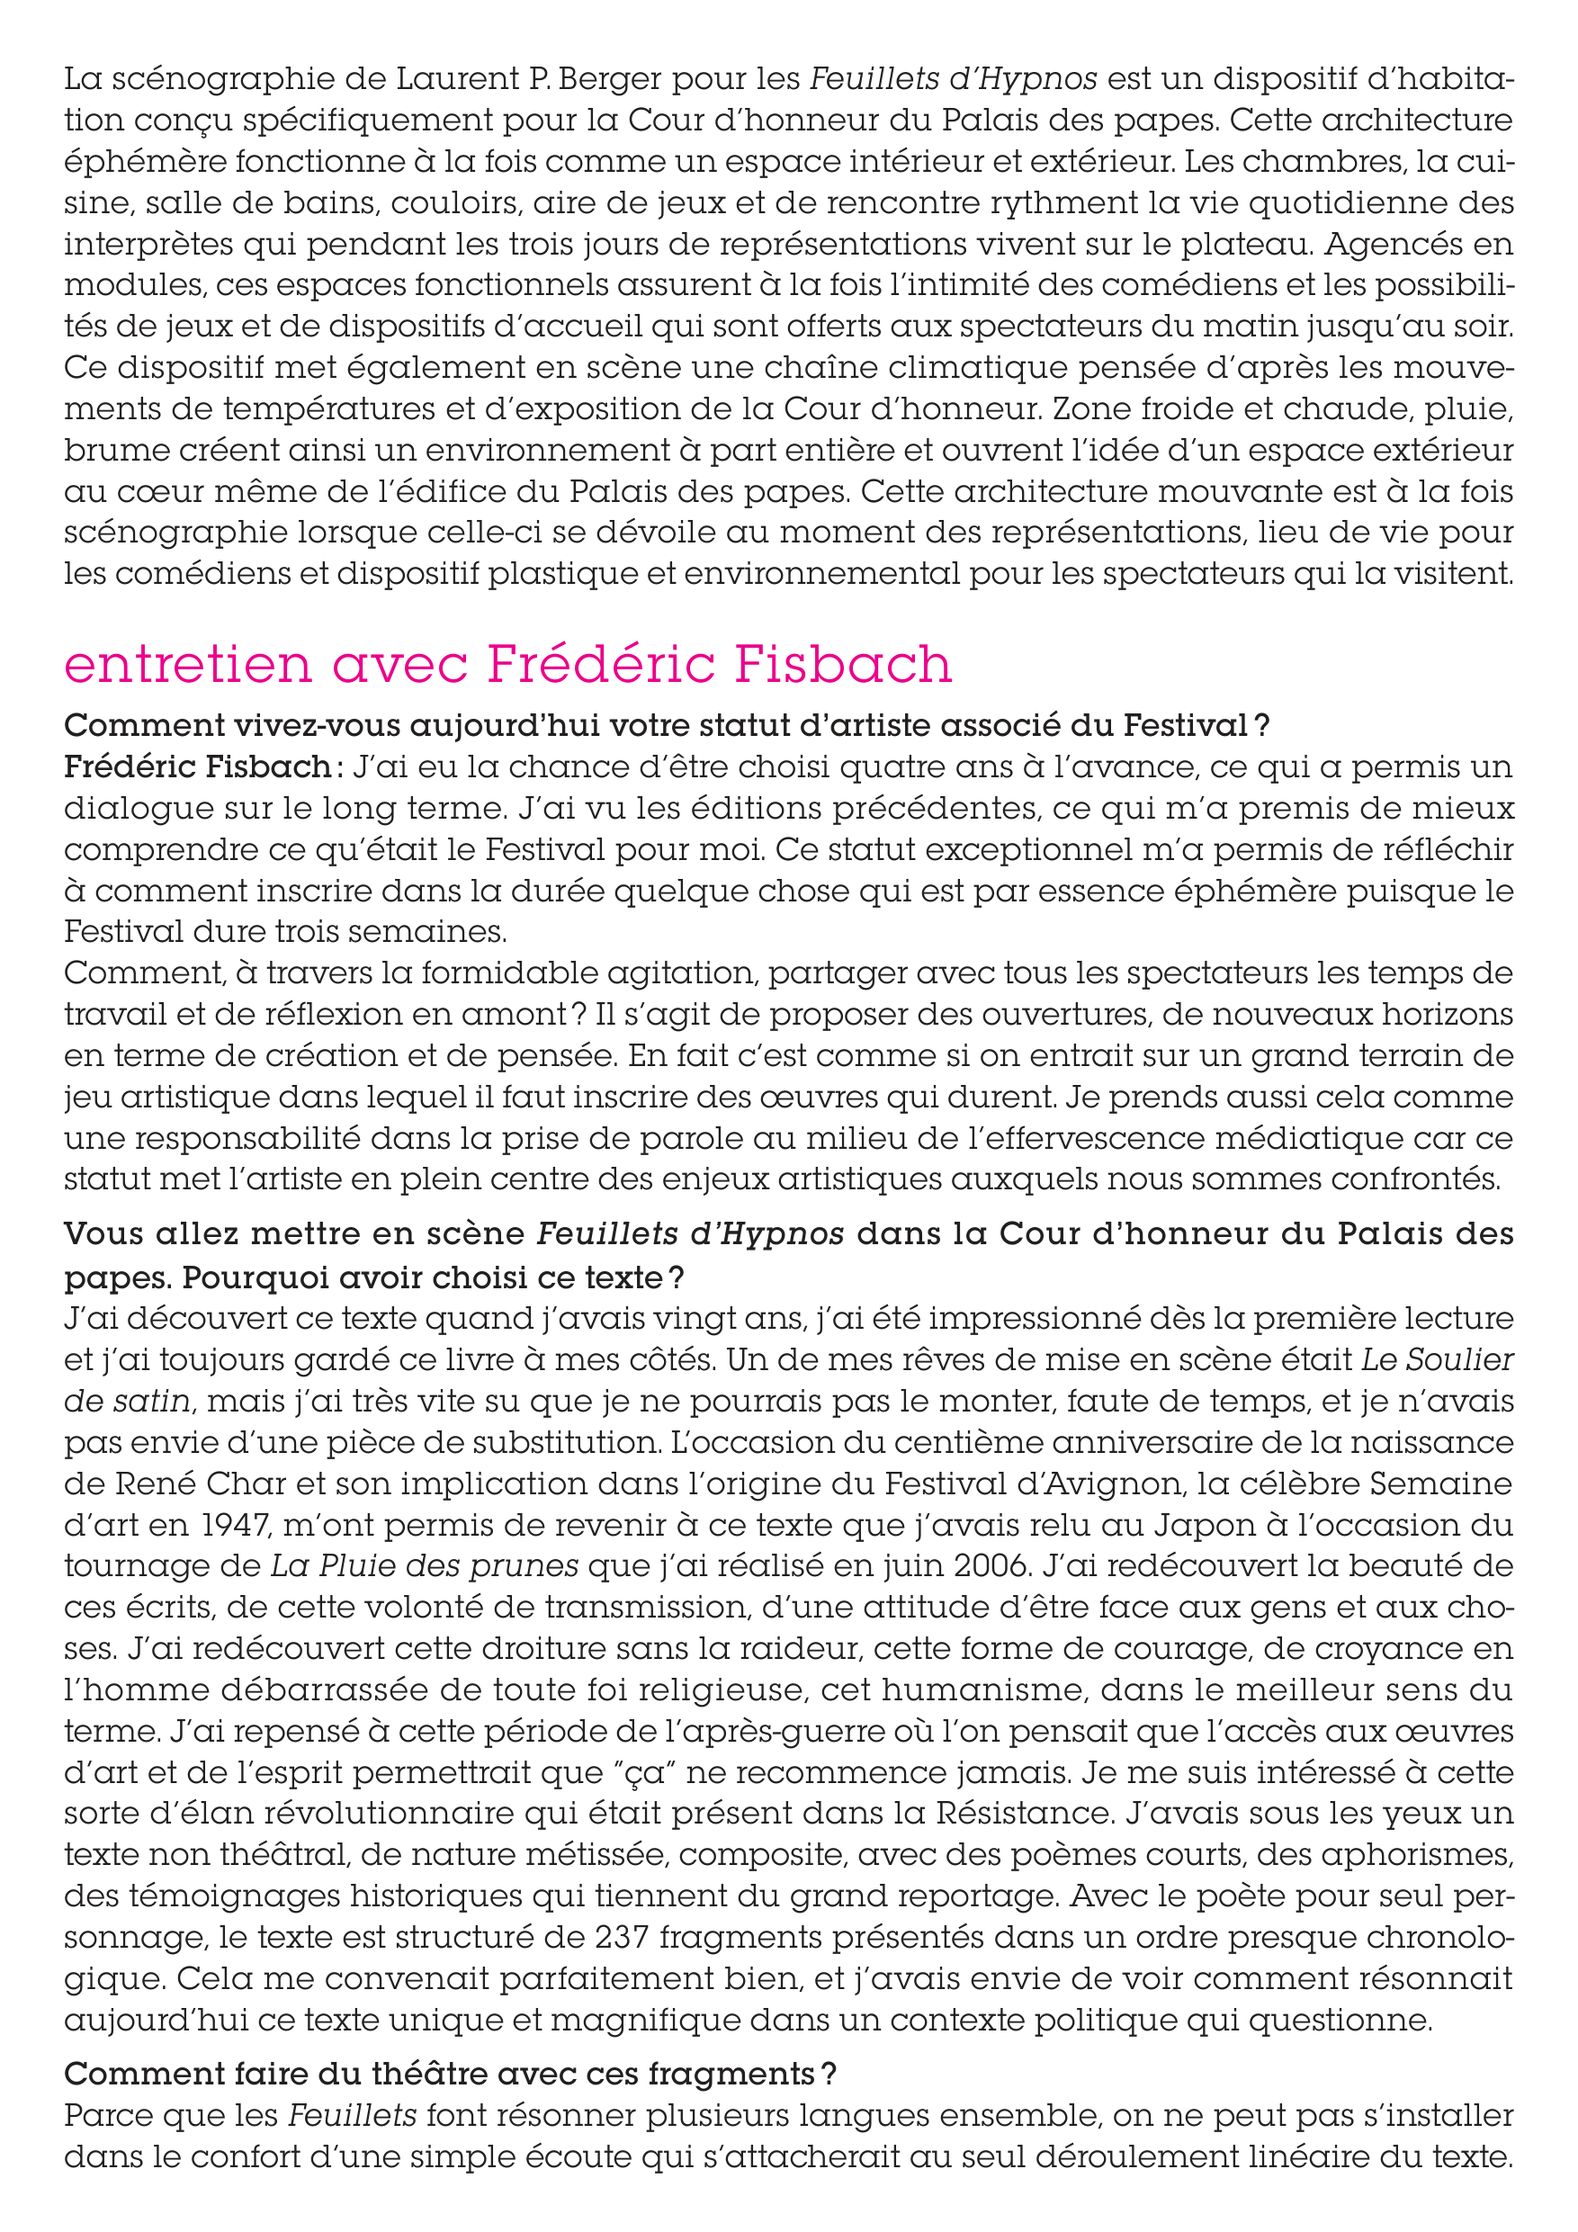 La scénographie de Laurent P. Berger pour les Feuillets d’Hypnos est un dispositif d’habita-
tion conçu spécifiquement pour la Cour d’honneur du Palais des papes. Cette architecture
éphémère fonctionne à la fois comme un espace intérieur et extérieur. Les chambres, la cui-
sine, salle de bains, couloirs, aire de jeux et de rencontre rythment la vie quotidienne des
interprètes qui pendant les trois jours de représentations vivent sur le plateau. Agencés en
modules, ces espaces fonctionnels assurent à la fois l’intimité des comédiens et les possibili-
tés de jeux et de dispositifs d’accueil qui sont offerts aux spectateurs du matin jusqu’au soir.
Ce dispositif met également en scène une chaîne climatique pensée d’après les mouve-
ments de températures et d’exposition de la Cour d’honneur. Zone froide et chaude, pluie,
brume créent ainsi un environnement à part entière et ouvrent l’idée d’un espace extérieur
au cœur même de l’édifice du Palais des papes. Cette architecture mouvante est à la fois
scénographie lorsque celle-ci se dévoile au moment des représentations, lieu de vie pour
les comédiens et dispositif plastique et environnemental pour les spectateurs qui la visitent.
entretien avec Frédéric Fisbach
Comment vivez-vous aujourd’hui votre statut d’artiste associé du Festival ?
Frédéric Fisbach : J’ai eu la chance d’être choisi quatre ans à l’avance, ce qui a permis un
dialogue sur le long terme. J’ai vu les éditions précédentes, ce qui m’a premis de mieux
comprendre ce qu’était le Festival pour moi. Ce statut exceptionnel m’a permis de réfléchir
à comment inscrire dans la durée quelque chose qui est par essence éphémère puisque le
Festival dure trois semaines.
Comment, à travers la formidable agitation, partager avec tous les spectateurs les temps de
travail et de réflexion en amont ? Il s’agit de proposer des ouvertures, de nouveaux horizons
en terme de création et de pensée. En fait c’est comme si on entrait sur un grand terrain de
jeu artistique dans lequel il faut inscrire des œuvres qui durent. Je prends aussi cela comme
une responsabilité dans la prise de parole au milieu de l’effervescence médiatique car ce
statut met l’artiste en plein centre des enjeux artistiques auxquels nous sommes confrontés.
Vous allez mettre en scène Feuillets d’Hypnos dans la Cour d’honneur du Palais des
papes. Pourquoi avoir choisi ce texte ?
J’ai découvert ce texte quand j’avais vingt ans, j’ai été impressionné dès la première lecture
et j’ai toujours gardé ce livre à mes côtés. Un de mes rêves de mise en scène était Le Soulier
de satin, mais j’ai très vite su que je ne pourrais pas le monter, faute de temps, et je n’avais
pas envie d’une pièce de substitution. L’occasion du centième anniversaire de la naissance
de René Char et son implication dans l’origine du Festival d’Avignon, la célèbre Semaine
d’art en 1947, m’ont permis de revenir à ce texte que j’avais relu au Japon à l’occasion du
tournage de La Pluie des prunes que j’ai réalisé en juin 2006. J’ai redécouvert la beauté de
ces écrits, de cette volonté de transmission, d’une attitude d’être face aux gens et aux cho-
ses. J’ai redécouvert cette droiture sans la raideur, cette forme de courage, de croyance en
l’homme débarrassée de toute foi religieuse, cet humanisme, dans le meilleur sens du
terme. J’ai repensé à cette période de l’après-guerre où l’on pensait que l’accès aux œuvres
d’art et de l’esprit permettrait que "ça" ne recommence jamais. Je me suis intéressé à cette
sorte d’élan révolutionnaire qui était présent dans la Résistance. J’avais sous les yeux un
texte non théâtral, de nature métissée, composite, avec des poèmes courts, des aphorismes,
des témoignages historiques qui tiennent du grand reportage. Avec le poète pour seul per-
sonnage, le texte est structuré de 237 fragments présentés dans un ordre presque chronolo-
gique. Cela me convenait parfaitement bien, et j’avais envie de voir comment résonnait
aujourd’hui ce texte unique et magnifique dans un contexte politique qui questionne.
Comment faire du théâtre avec ces fragments ?
Parce que les Feuillets font résonner plusieurs langues ensemble, on ne peut pas s’installer
dans le confort d’une simple écoute qui s’attacherait au seul déroulement linéaire du texte.